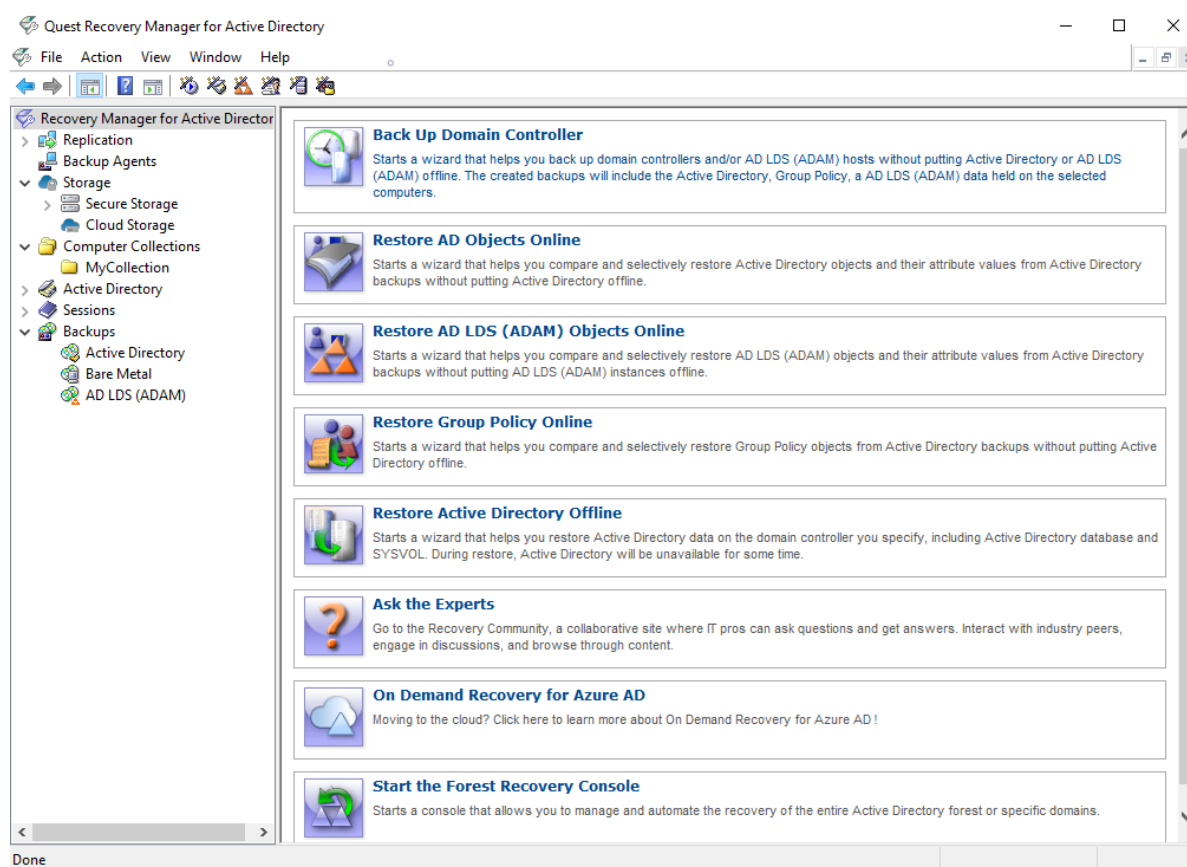 Quest Recovery Manager for Active Directory
File Action View Window Help
Recovery Manager for Active Director
Replication
Backup Agents
Storage
Secure Storage
Cloud Storage
Computer Collections
MyCollection
Active Directory
Sessions
Backups
Active Directory
Bare Metal
AD LDS (ADAM)
Back Up Domain Controller
Starts a wizard that helps you back up domain controllers and/or AD LDS (ADAM) hosts without putting Active Directory or AD LDS
(ADAM) offline. The created backups will include the Active Directory, Group Policy, a AD LDS (ADAM) data held on the selected
computers.
Restore AD Objects Online
Starts a wizard that helps you compare and selectively restore Active Directory objects and their attribute values from Active Directory
backups without putting Active Directory offline.
Restore AD LDS (ADAM) Objects Online
Starts a wizard that helps you compare and selectively restore AD LDS (ADAM) objects and their attribute values from Active Directory
backups without putting AD LDS (ADAM) instances offline.
Restore Group Policy Online
Starts a wizard that helps you compare and selectively restore Group Policy objects from Active Directory backups without putting Active
Directory offline.
Restore Active Directory Offline
Starts a wizard that helps you restore Active Directory data on the domain controller you specify, including Active Directory database and
SYSVOL. During restore, Active Directory will be unavailable for some time.
Ask the Experts
Go to the Recovery Community, a collaborative site where IT pros can ask questions and get answers. Interact with industry peers,
engage in discussions, and browse through content.
On Demand Recovery for Azure AD
Moving to the cloud? Click here to learn more about On Demand Recovery for Azure AD !
Start the Forest Recovery Console
Starts a console that allows you to manage and automate the recovery of the entire Active Directory forest or specific domains.
Done